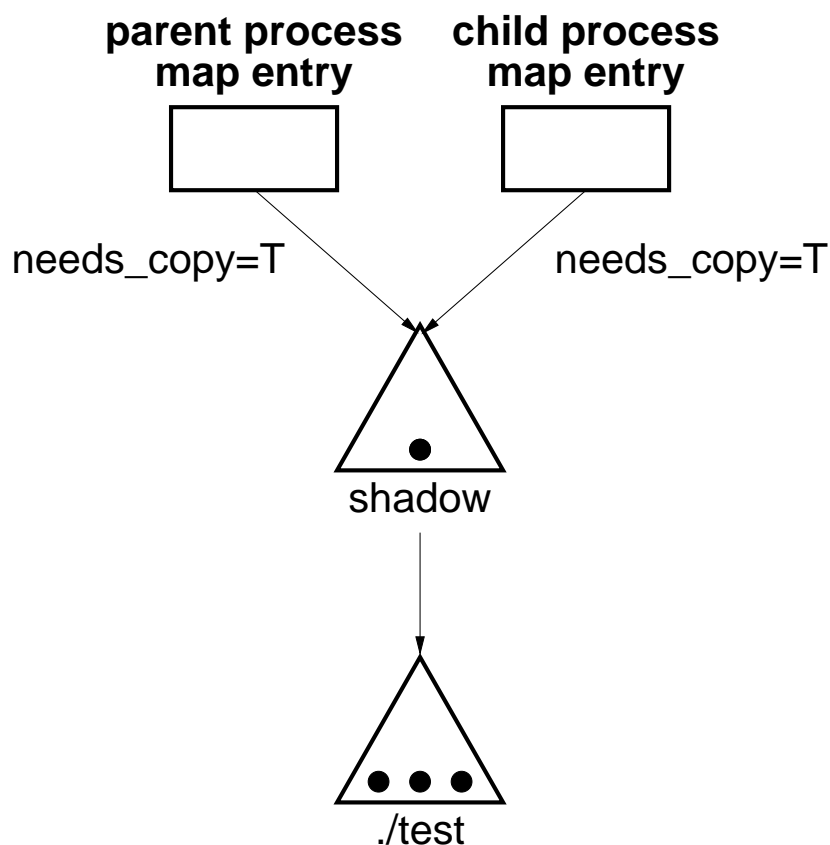 parent process
map entry
child process
map entry
needs_copy=T
needs_copy=T
shadow
./test